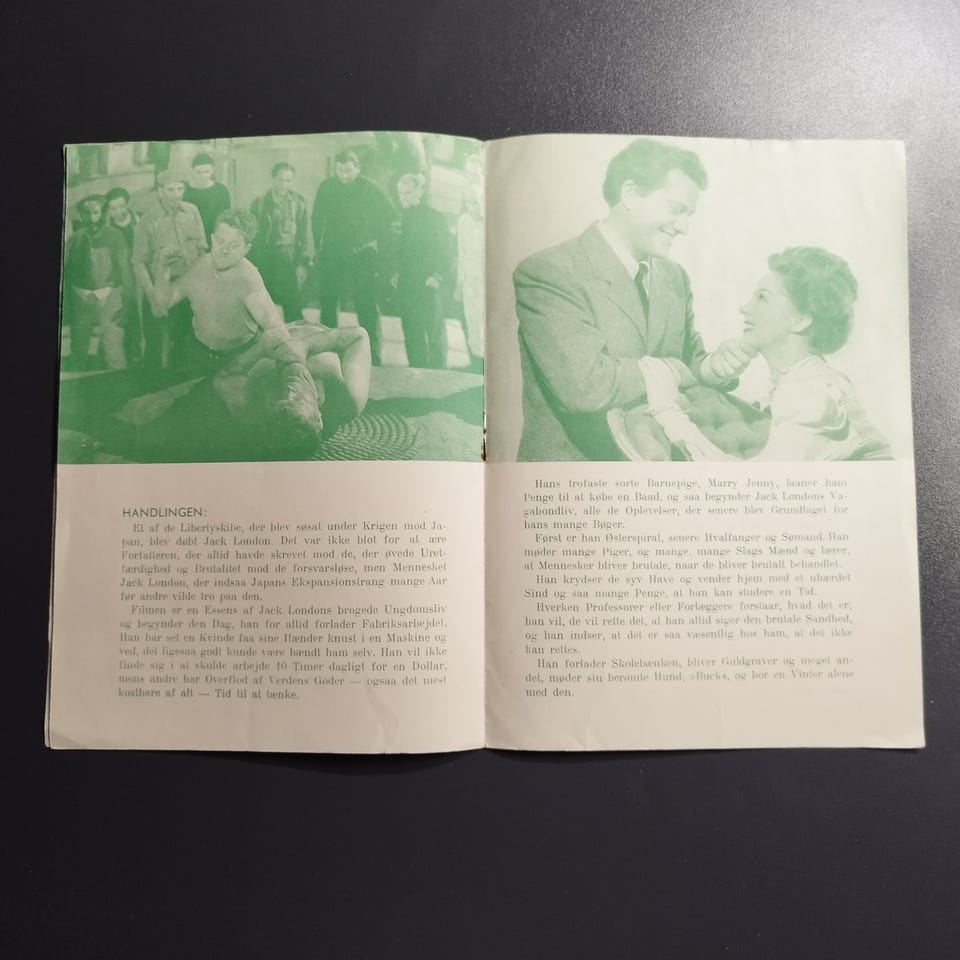 HANDLINGEN:
Et af de Libertyskibe, der blev søsat under Krigen mod Ja-
pan, blev døbt Jack London. Det var ikke blot for at ære
Forfatteren, der altid havde skrevet mod de, der øvede Uret-
færdighed og Brutalitet mod de forsvarsløse, men Mennesket
Jack London, der indsaa Japans Ekspansionstrang mange Aar
før andre vilde tro paa den.
Filmen er en Essens af Jack Londons brogede Ungdomsliv
og begynder den Dag, han for altid forlader Fabriksarbejdet.
Han har set en Kvinde faa sine Hænder knust i en Maskine og
ved, det ligesaa godt kunde være hændt ham selv. Han vil ikke
finde sig i at skulde arbejde 10 Timer dagligt for en Dollar,
mens andre har Overflod af Verdens Goder — ogsaa det mest
kostbare af alt — Tid til at tænke.
Hans trofaste sorte Barnepige, Marry Jenny, laaner ham
Penge til at købe en Baad, og saa begynder Jack Londons Va-
gabondliv, alle de Oplevelser, der senere blev Grundlaget for
hans mange Bøger.
Først er han Østerspiral, senere Hvalfanger og Sømand. Han
møder mange Piger, og mange, mange Slags Mænd og lærer,
at Mennesker bliver brutale, naar de bliver brutalt behandlet.
Han krydser de syv Have og vender hjem med et uhærdet
Sind og saa mange Penge, at han kan studere en Tid.
Hverken Professorer eller Forlæggere forstaar, hvad det er,
han vil, de vil rette det, at han altid siger den brutale Sandhed,
og han indser, at det er saa væsentlig hos ham, at det ikke
kan rettes.
Han forlader Skolebænken, bliver Guldgraver og meget an-
det, møder sin berømte Hund, »Buck«, og bor en Vinter alene
med den.